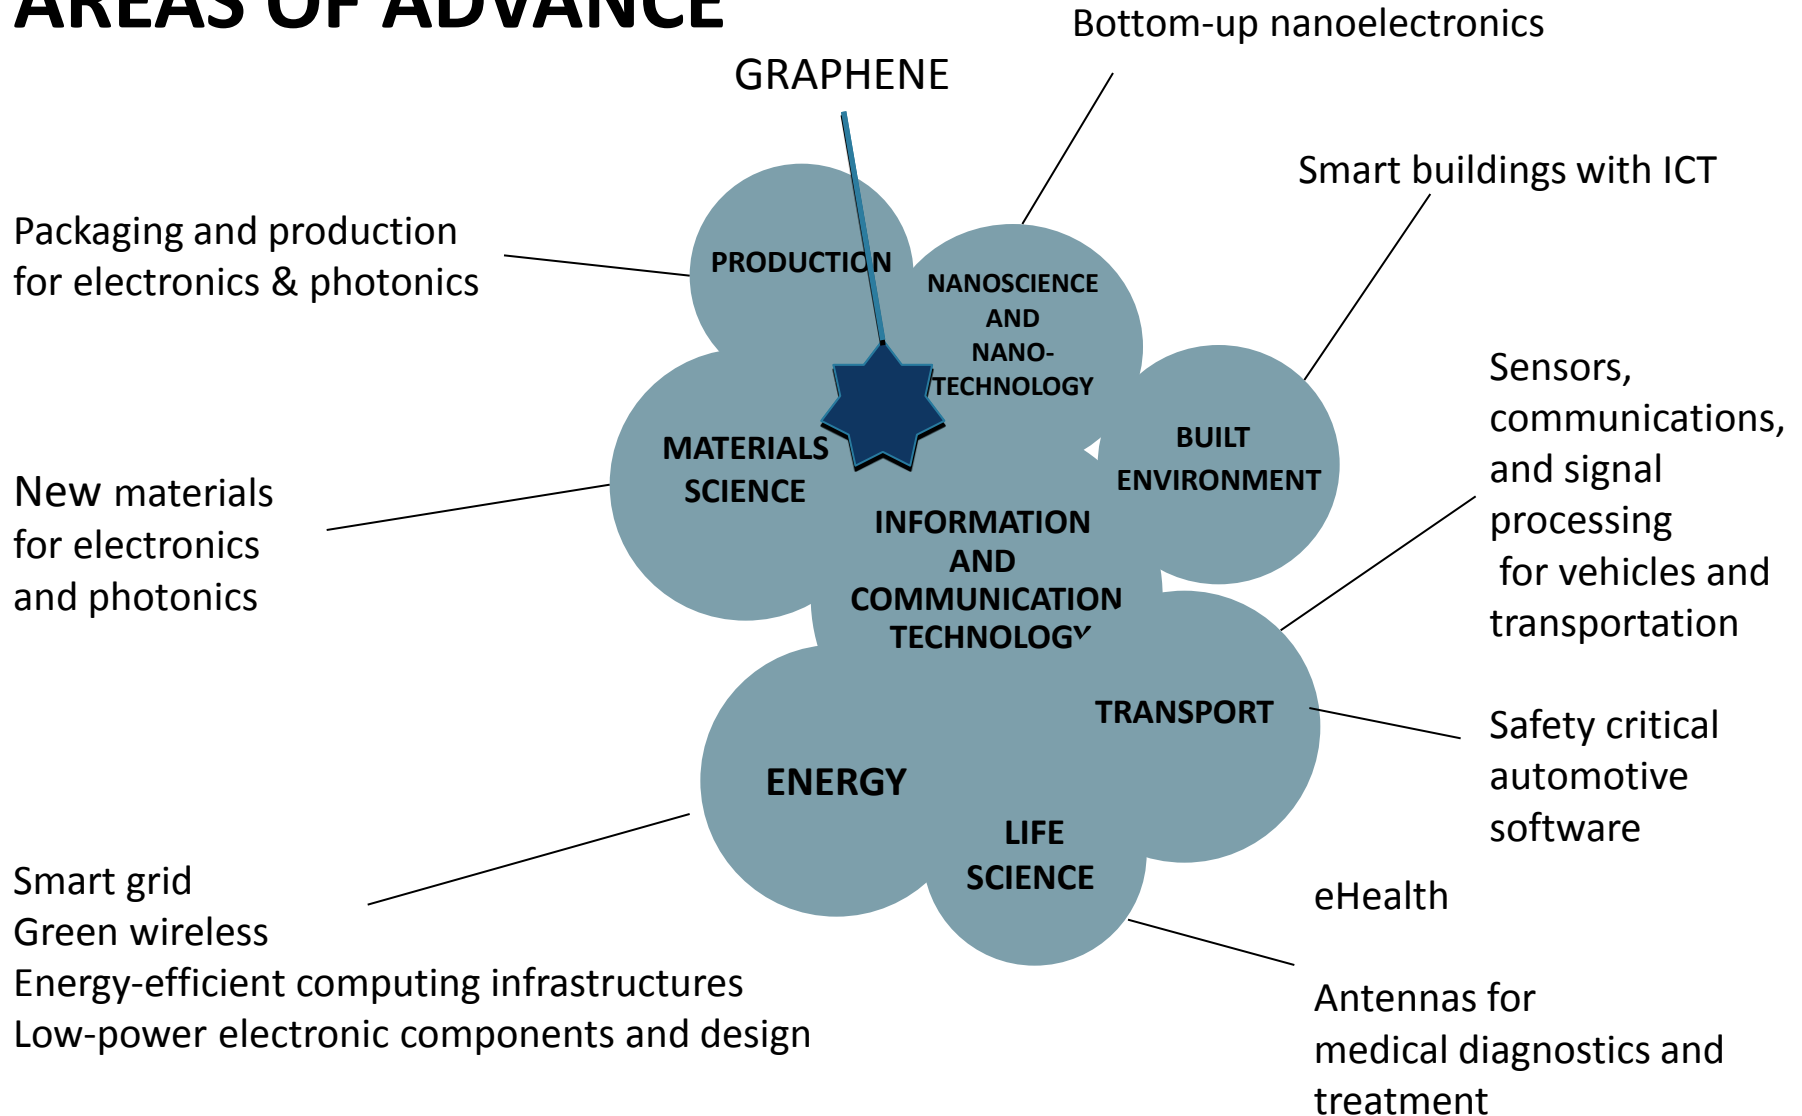 AREAS OF ADVANCE
Bottom-up nanoelectronics
GRAPHENE
Smart buildings with ICT
Packaging and production
for electronics & photonics
PRODUCTION
NANOSCIENCE
AND
NANO-
TECHNOLOGY
Sensors,
communications,
and signal
processing
for vehicles and
transportation
BUILT
ENVIRONMENT
MATERIALS
SCIENCE
New materials
for electronics
and photonics
INFORMATION
AND
COMMUNICATION
TECHNOLOGY
TRANSPORT
Safety critical
automotive
software
ENERGY
LIFE
SCIENCE
Smart grid
Green wireless
Energy-efficient computing infrastructures
Low-power electronic components and design
eHealth
Antennas for
medical diagnostics and
treatment